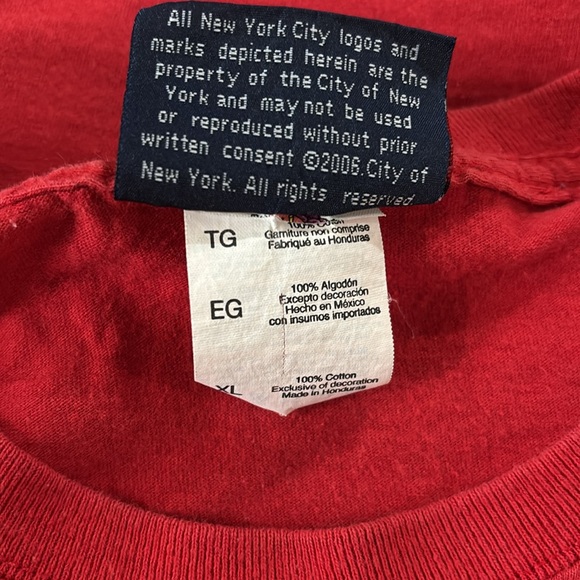 All New York City logos and
marks depicted herein are the
property of the City of New
York and may not be used
or reproduced without prior
written consent ©2006.City of
New York. All rights reserved
100% Coton
TG Garniture non comprise
Fabriqué au Honduras
100% Algodón
EG Excepto decoración
Hecho en México
con insumos importados
100% Cotton
XL Exclusive of decoration
Made in Honduras